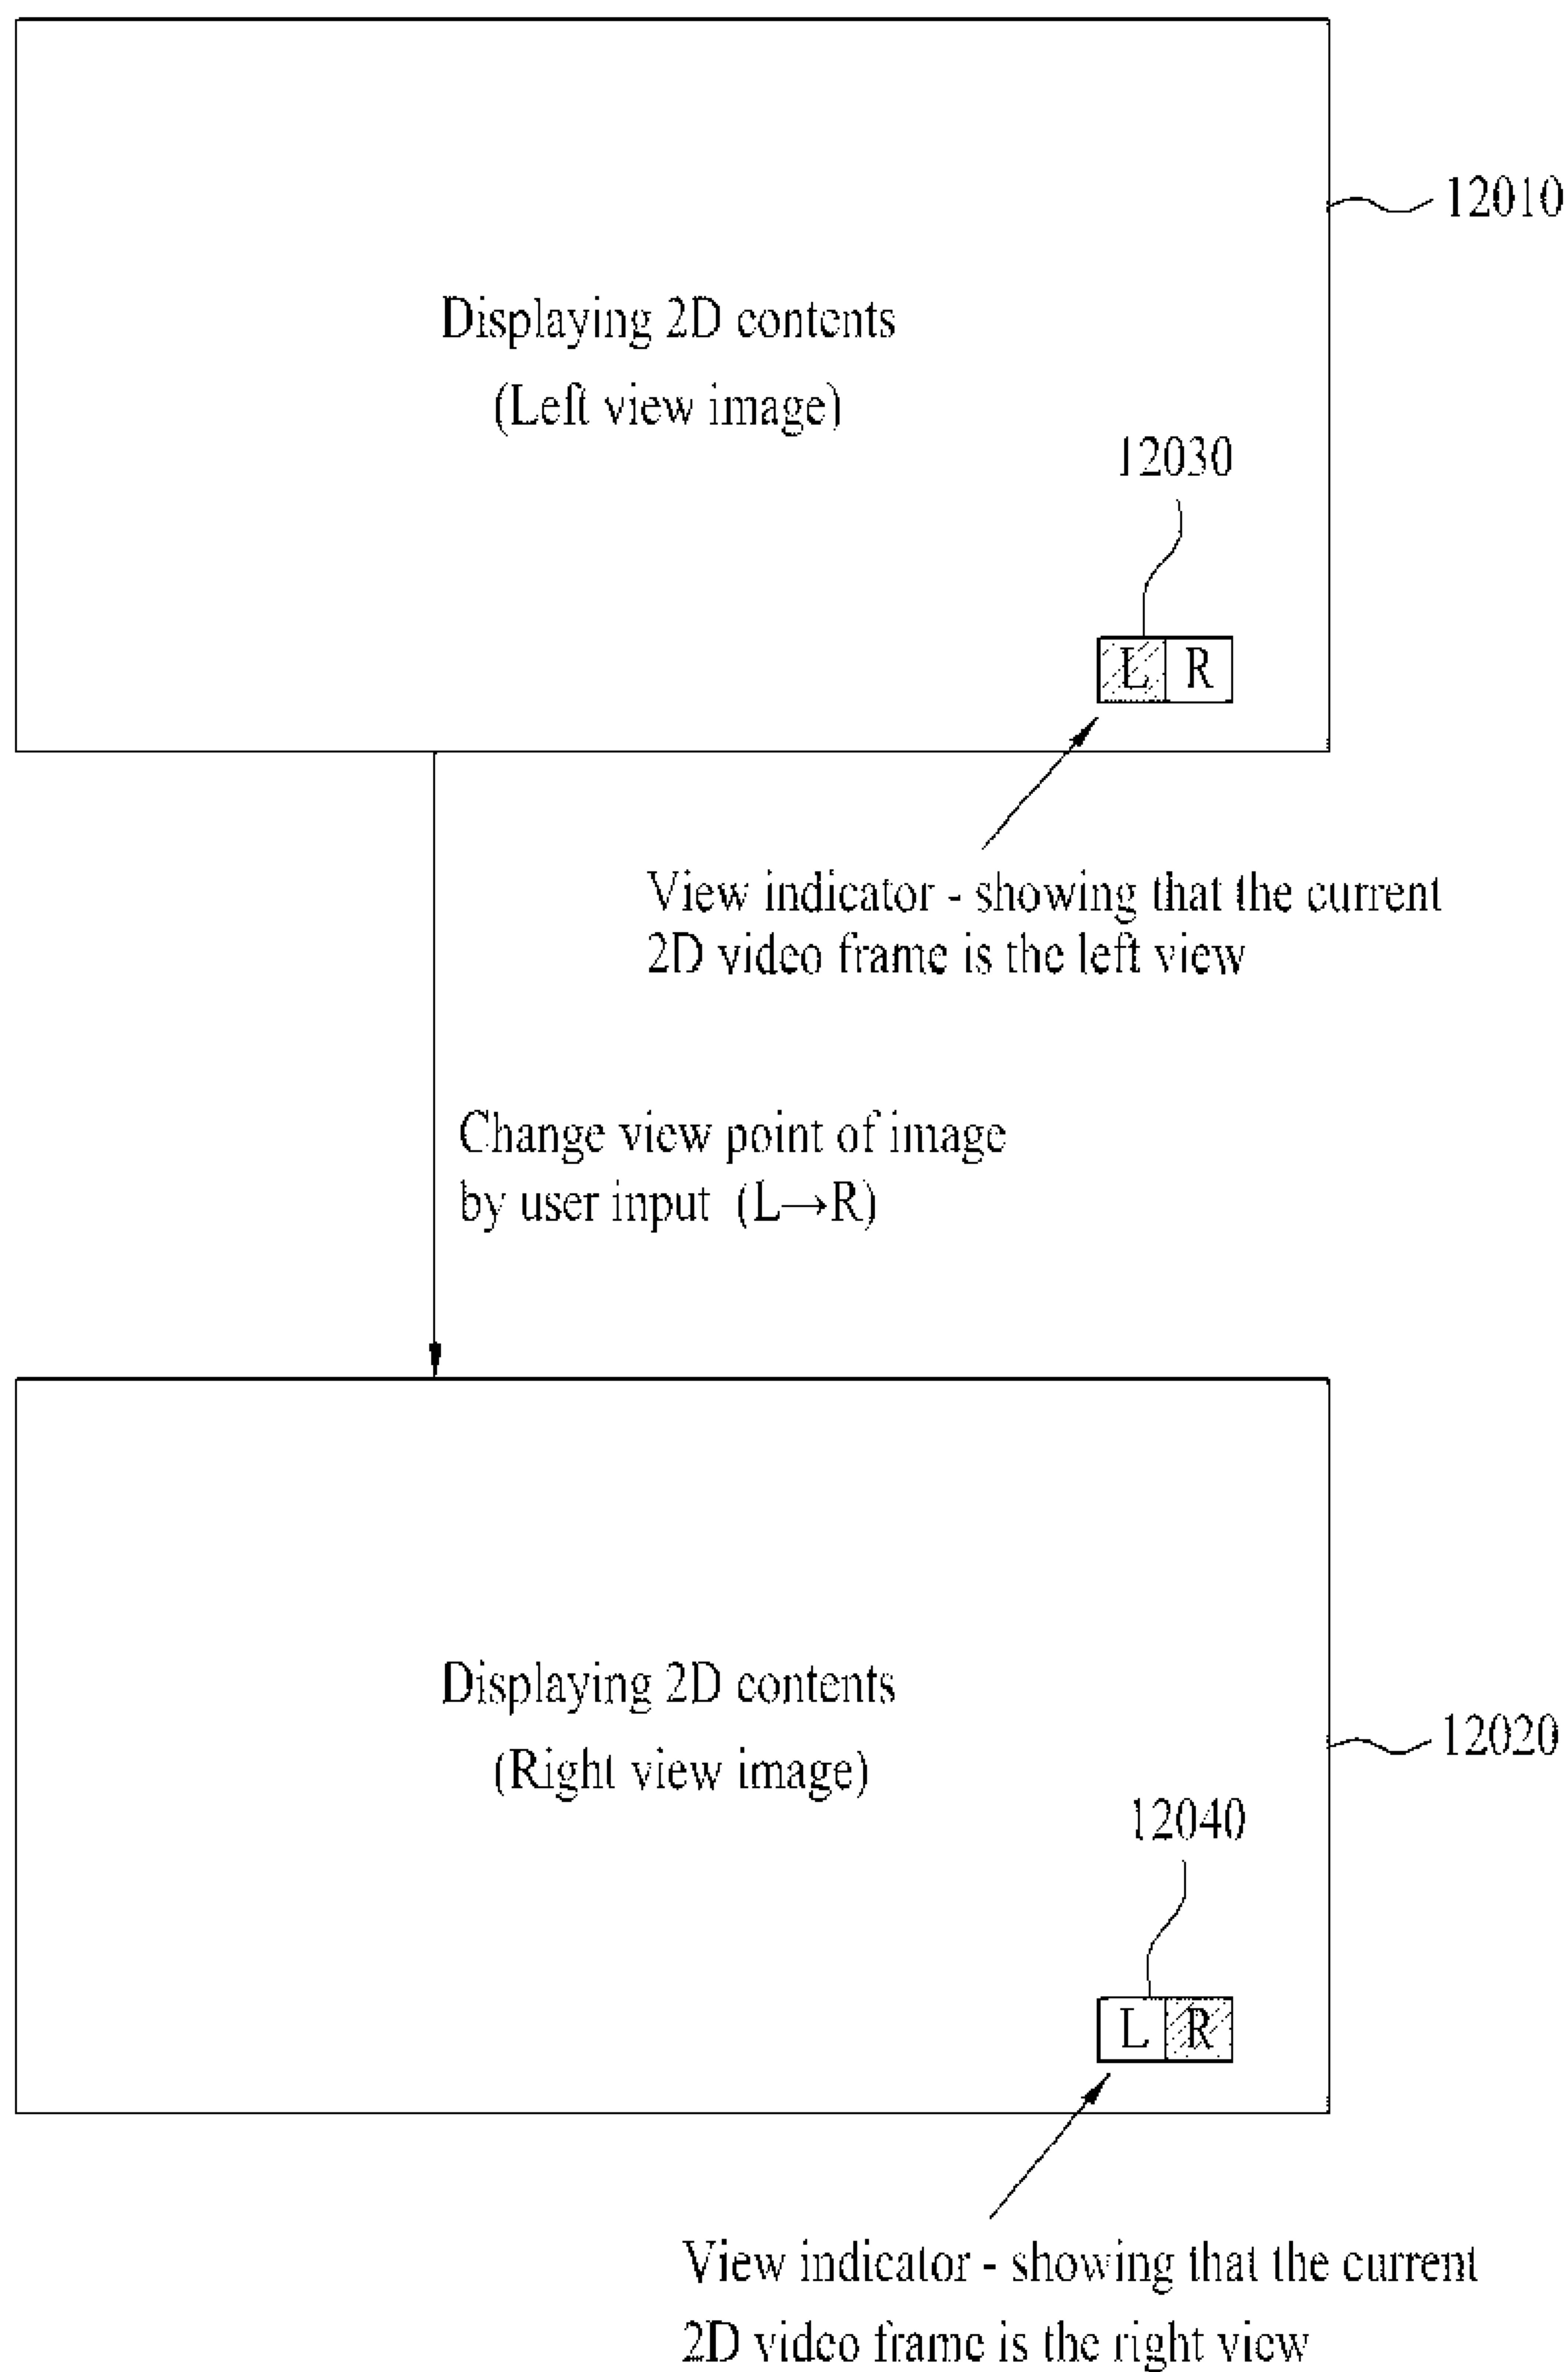 12010
Displaying 2D contents
(Left view image)
12030
L R
View indicator - showing that the current
2D video frame is the left view
Change view point of image
by user input (L→R)
Displaying 2D contents
(Right view image)
12020
12040
L R
View indicator - showing that the current
2D video frame is the right view